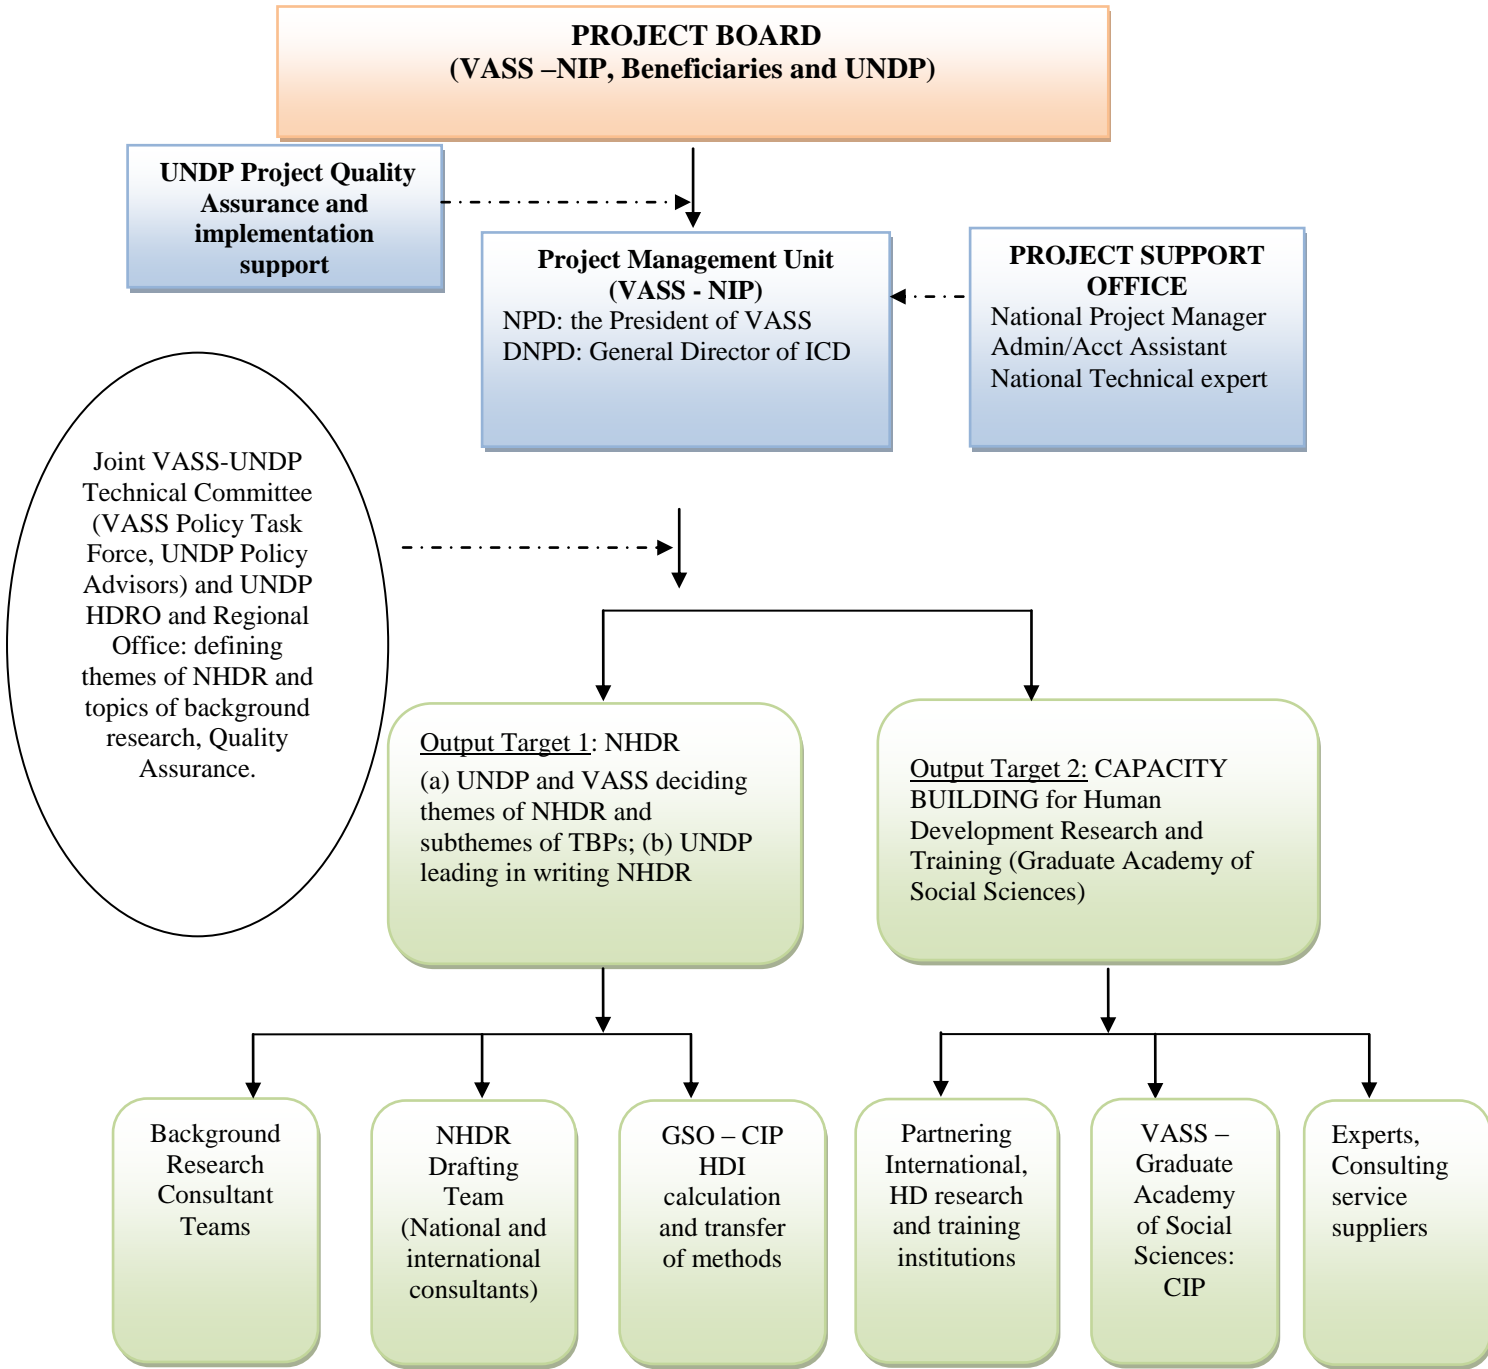 PROJECT BOARD
(VASS –NIP, Beneficiaries and UNDP)
UNDP Project Quality
Assurance and
implementation
support
Project Management Unit
(VASS - NIP)
NPD: the President of VASS
DNPD: General Director of ICD
PROJECT SUPPORT
OFFICE
National Project Manager
Admin/Acct Assistant
National Technical expert
Joint VASS-UNDP
Technical Committee
(VASS Policy Task
Force, UNDP Policy
Advisors) and UNDP
HDRO and Regional
Office: defining
themes of NHDR and
topics of background
research, Quality
Assurance.
Output Target 1: NHDR
(a) UNDP and VASS deciding
themes of NHDR and
subthemes of TBPs; (b) UNDP
leading in writing NHDR
Output Target 2: CAPACITY
BUILDING for Human
Development Research and
Training (Graduate Academy of
Social Sciences)
Background
Research
Consultant
Teams
NHDR
Drafting
Team
(National and
international
consultants)
GSO – CIP
HDI
calculation
and transfer
of methods
Partnering
International,
HD research
and training
institutions
VASS –
Graduate
Academy
of Social
Sciences:
CIP
Experts,
Consulting
service
suppliers